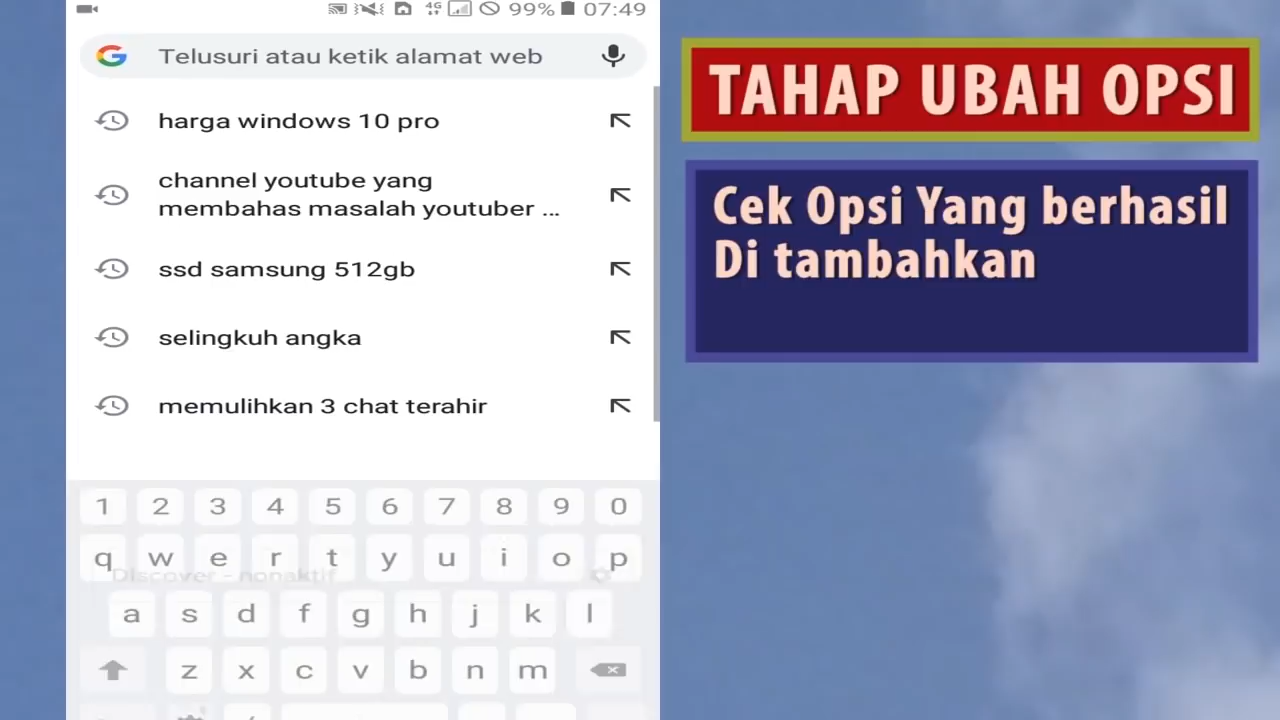 4G 99% 07:49
Telusuri atau ketik alamat web
harga windows 10 pro
channel youtube yang
membahas masalah youtuber ...
ssd samsung 512gb
selingkuh angka
memulihkan 3 chat terahir
1 2 3 4 5 6 7 8 9 0
q w e r t y u i o p
Discover - nonaktif
a s d f g h j k l
z x c v b n m
TAHAP UBAH OPSI
Cek Opsi Yang berhasil
Di tambahkan